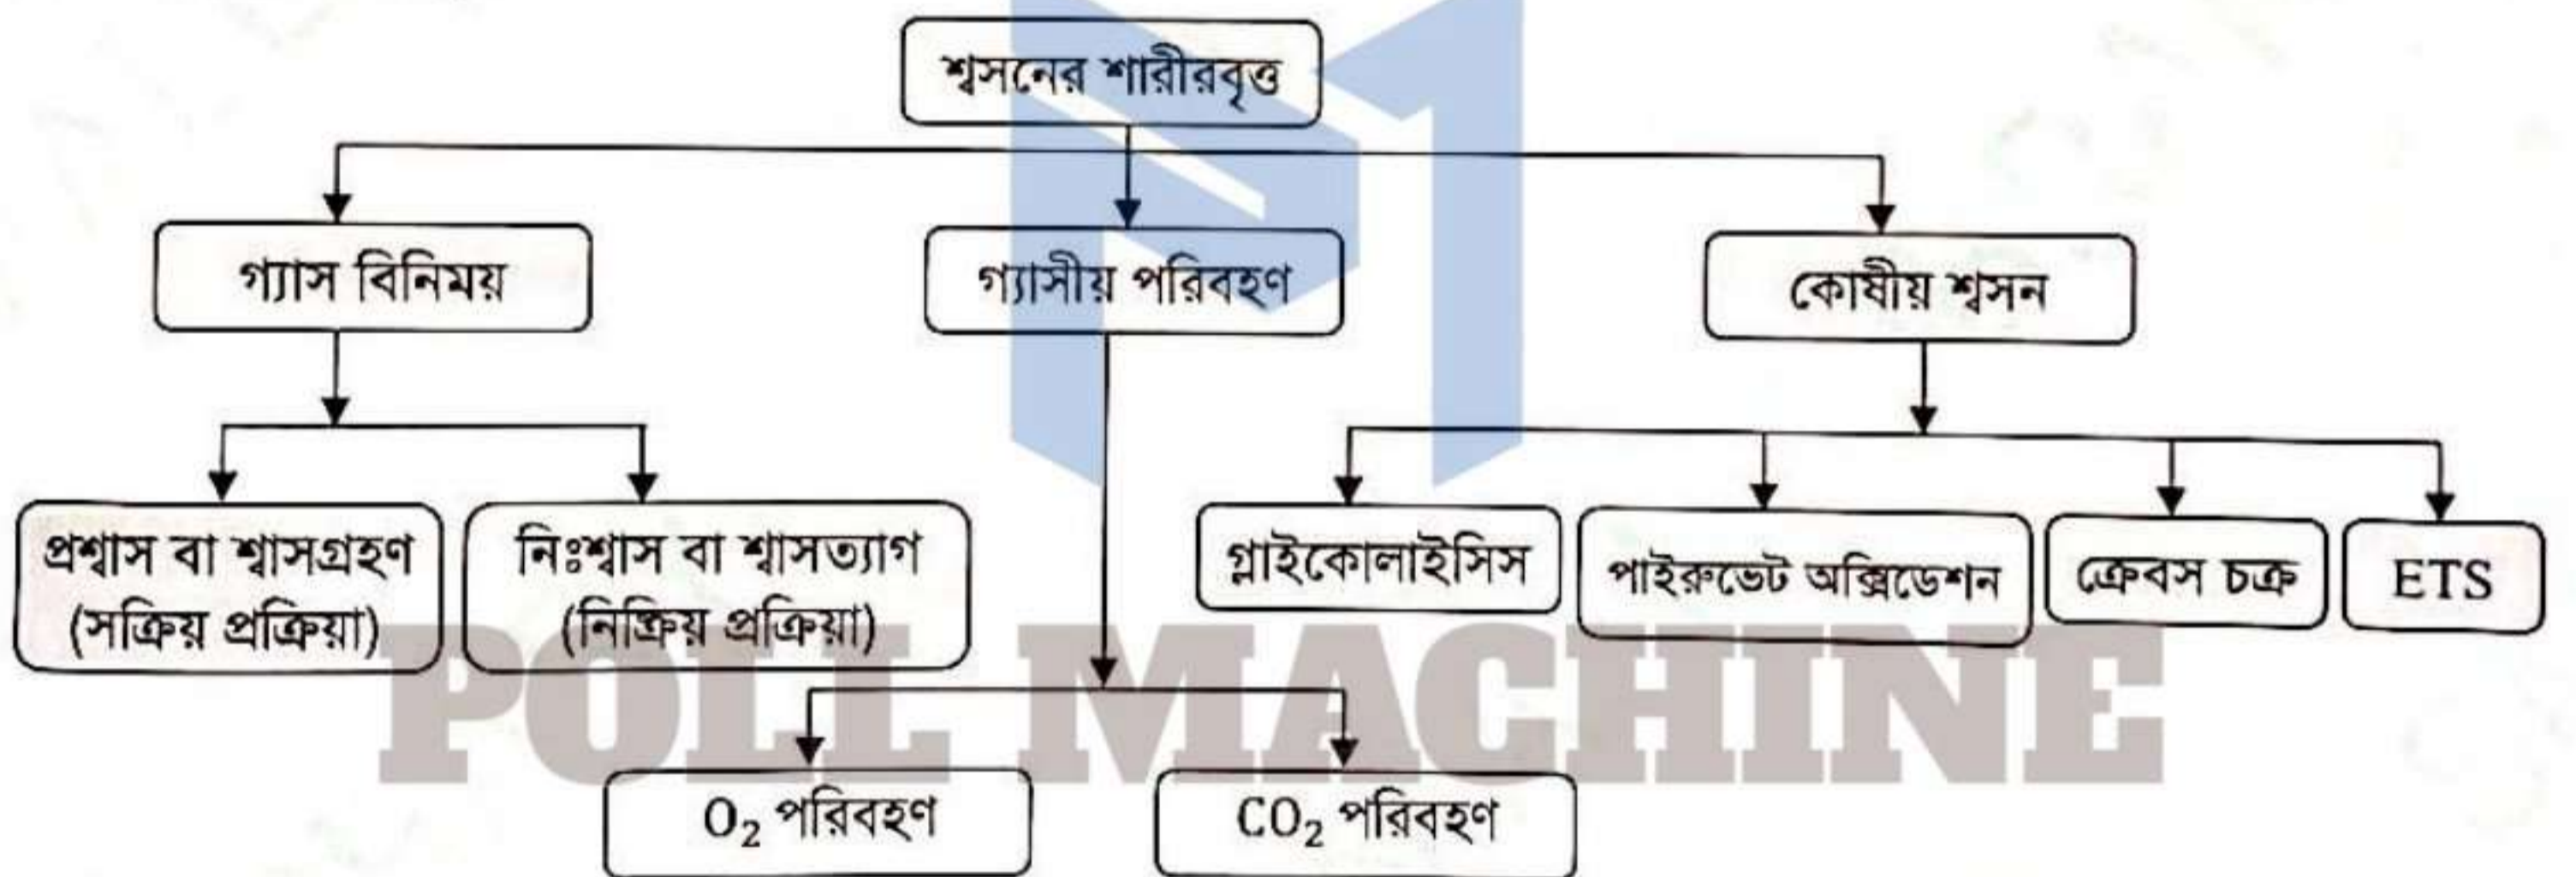 শ্বসনের শারীরবৃত্ত
গ্যাস বিনিময়
গ্যাসীয় পরিবহণ
কোষীয় শ্বসন
প্রশ্বাস বা শ্বাসগ্রহণ
(সক্রিয় প্রক্রিয়া)
নিঃশ্বাস বা শ্বাসত্যাগ
(নিষ্ক্রিয় প্রক্রিয়া)
গ্লাইকোলাইসিস
পাইরুভেট অক্সিডেশন
ক্রেবস চক্র
ETS
POLL MACHINE
O₂ পরিবহণ
CO₂ পরিবহণ